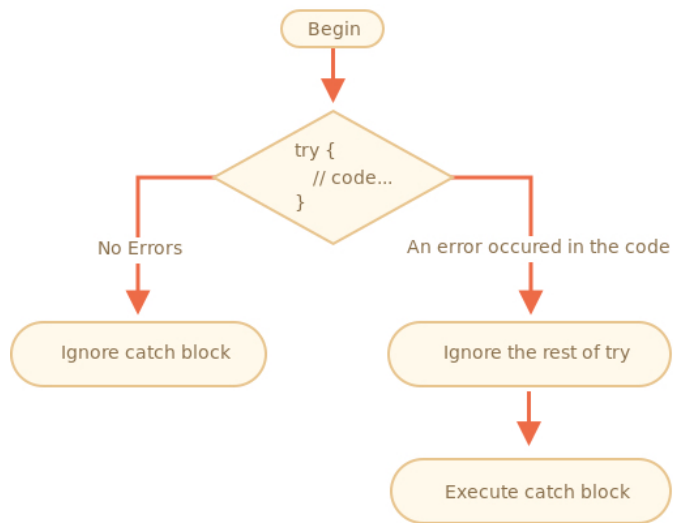 Begin
try {
// code...
}
No Errors
An error occured in the code
Ignore catch block
Ignore the rest of try
Execute catch block